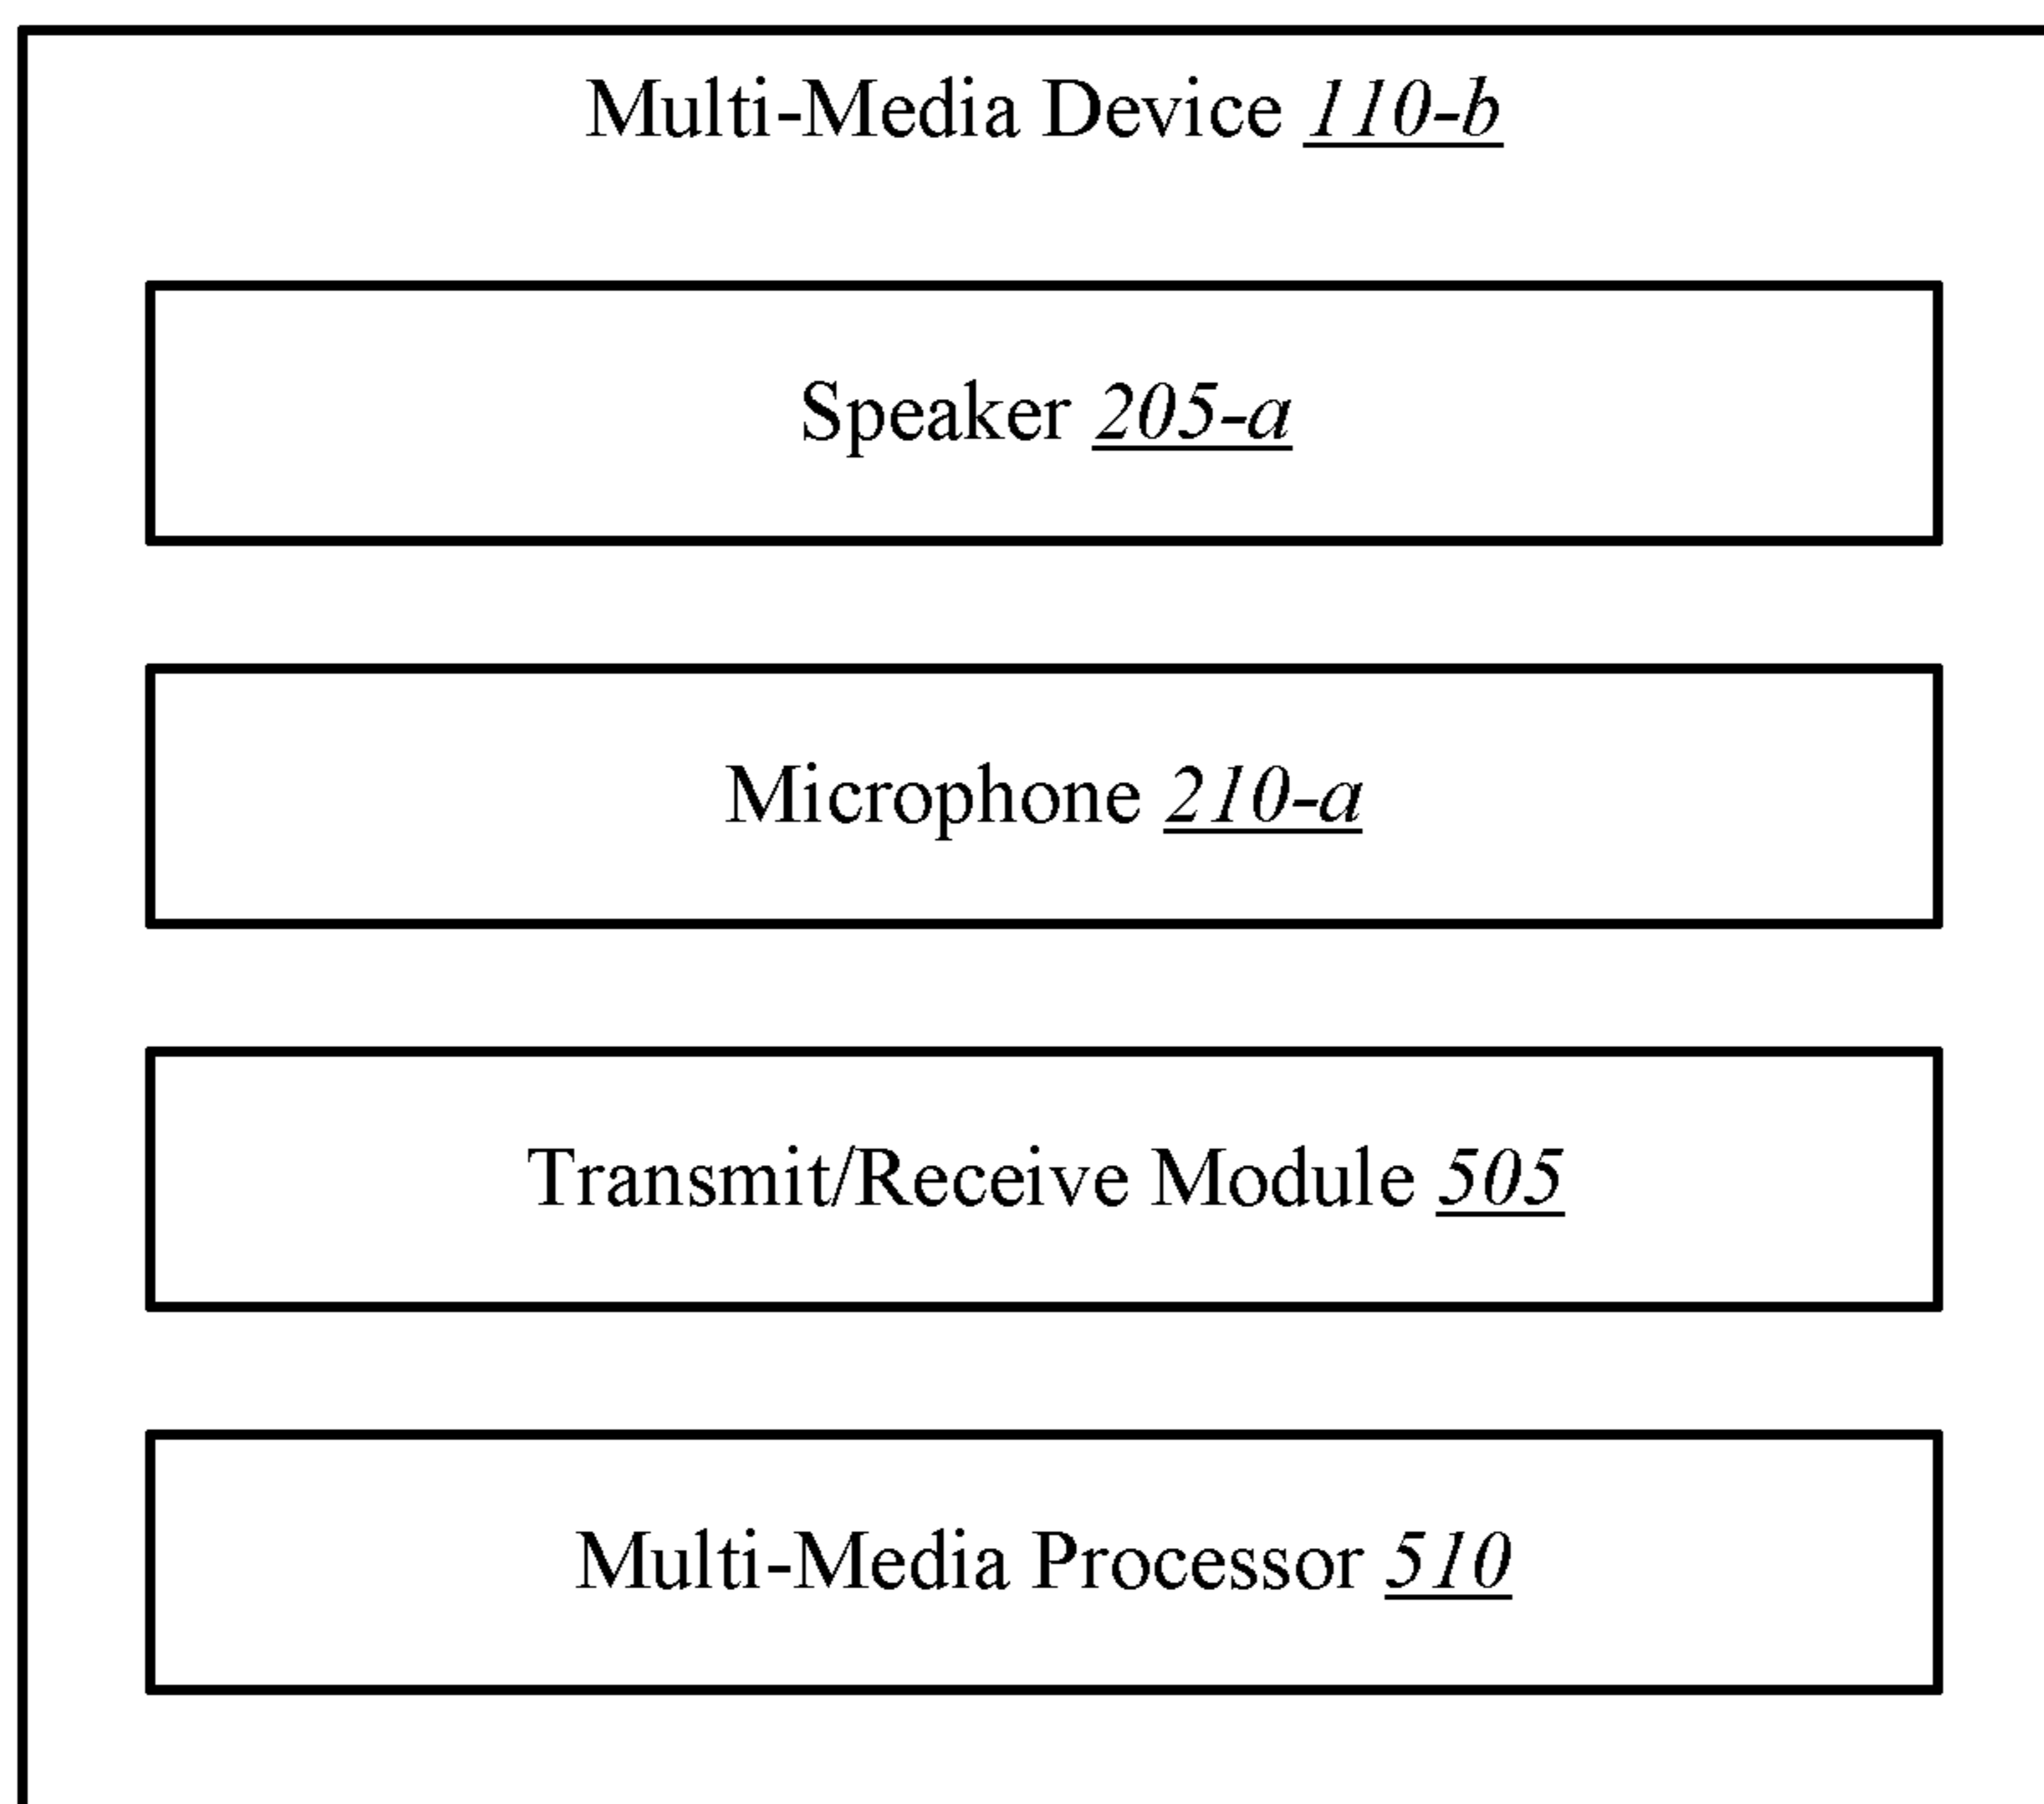 Multi-Media Device 110-b
Speaker 205-a
Microphone 210-a
Transmit/Receive Module 505
Multi-Media Processor 510